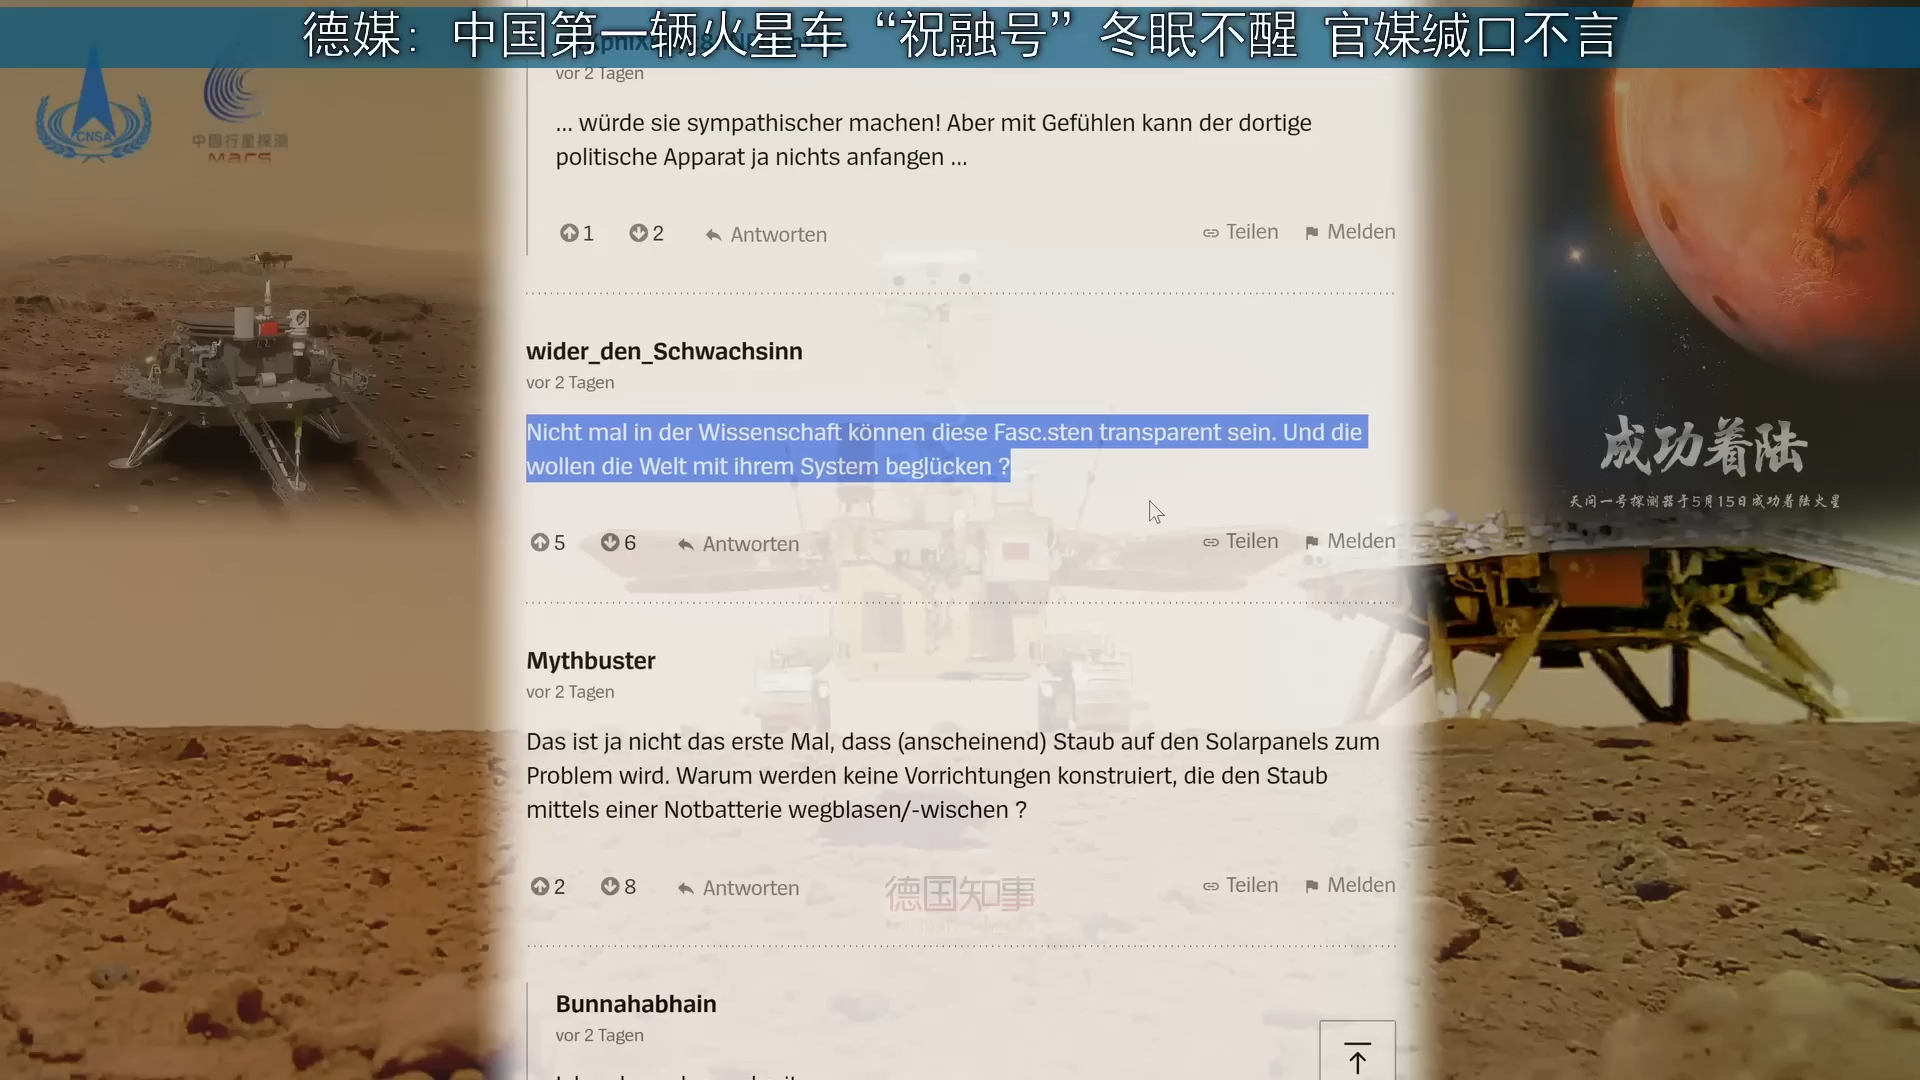 德媒：中国第一辆火星车“祝融号”冬眠不醒 官媒缄口不言
vor 2 Tagen
CNSA
中国行星探测
MARS
... würde sie sympathischer machen! Aber mit Gefühlen kann der dortige
politische Apparat ja nichts anfangen ...
1 2 Antworten Teilen Melden
wider_den_Schwachsinn
vor 2 Tagen
Nicht mal in der Wissenschaft können diese Fasc.sten transparent sein. Und die
wollen die Welt mit ihrem System beglücken ?
成功着陆
天问一号探测器于5月15日成功着陆火星
5 6 Antworten Teilen Melden
Mythbuster
vor 2 Tagen
Das ist ja nicht das erste Mal, dass (anscheinend) Staub auf den Solarpanels zum
Problem wird. Warum werden keine Vorrichtungen konstruiert, die den Staub
mittels einer Notbatterie wegblasen/-wischen ?
2 8 Antworten Teilen Melden
德国知事
Bunnahabhain
vor 2 Tagen